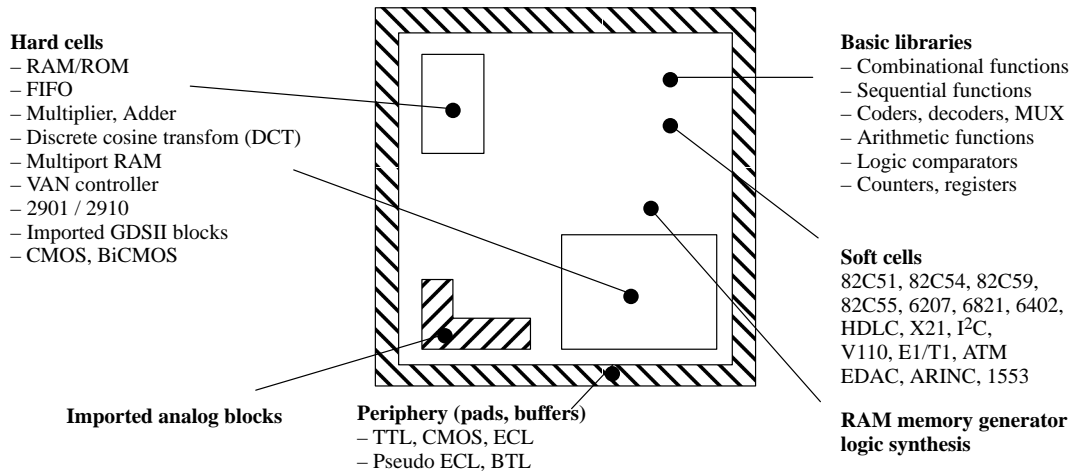 Hard cells
– RAM/ROM
– FIFO
– Multiplier, Adder
– Discrete cosine transfom (DCT)
– Multiport RAM
– VAN controller
– 2901 / 2910
– Imported GDSII blocks
– CMOS, BiCMOS
Imported analog blocks
Periphery (pads, buffers)
– TTL, CMOS, ECL
– Pseudo ECL, BTL
Basic libraries
– Combinational functions
– Sequential functions
– Coders, decoders, MUX
– Arithmetic functions
– Logic comparators
– Counters, registers
Soft cells
82C51, 82C54, 82C59,
82C55, 6207, 6821, 6402,
HDLC, X21, I²C,
V110, E1/T1, ATM
EDAC, ARINC, 1553
RAM memory generator
logic synthesis